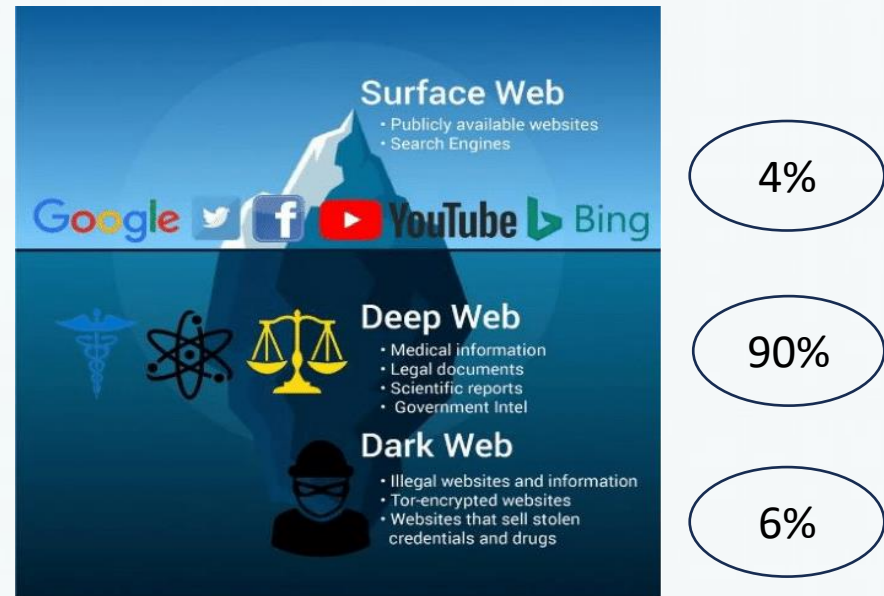 Surface Web
• Publicly available websites
• Search Engines
4%
Google f YouTube Bing
Deep Web
• Medical information
• Legal documents
• Scientific reports
• Government Intel
90%
Dark Web
• Illegal websites and information
• Tor-encrypted websites
• Websites that sell stolen
credentials and drugs
6%